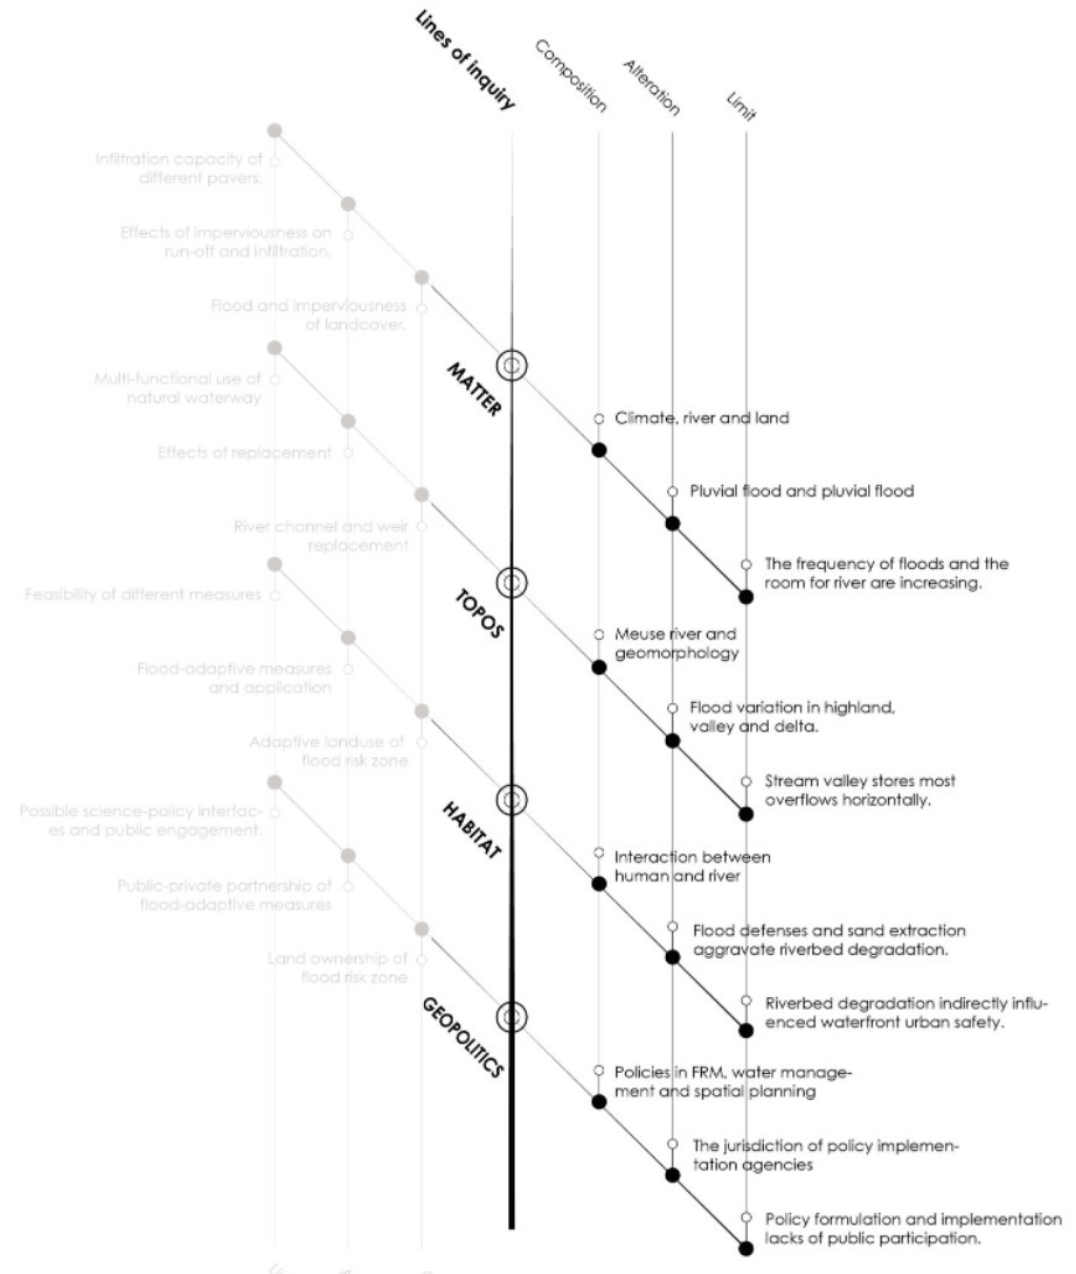 Lines of inquiry
Composition
Alteration
Limit
Infiltration capacity of
different pavers.
Effects of imperviousness on
run-off and infiltration.
Flood and imperviousness
of landcover.
MATTER
Climate, river and land
Pluvial flood and pluvial flood
The frequency of floods and the
room for river are increasing.
Multi-functional use of
natural waterway
Effects of replacement
River channel and weir
replacement
TOPOS
Meuse river and
geomorphology
Flood variation in highland,
valley and delta.
Stream valley stores most
overflows horizontally.
Feasibility of different measures
Flood-adaptive measures
and application
Adaptive landuse of
flood risk zone
HABITAT
Interaction between
human and river
Flood defenses and sand extraction
aggravate riverbed degradation.
Riverbed degradation indirectly influ-
enced waterfront urban safety.
Possible science-policy interfac-
es and public engagement.
Public-private partnership of
flood-adaptive measures
Land ownership of
flood risk zone
GEOPOLITICS
Policies in FRM, water manage-
ment and spatial planning
The jurisdiction of policy implemen-
tation agencies
Policy formulation and implementation
lacks of public participation.